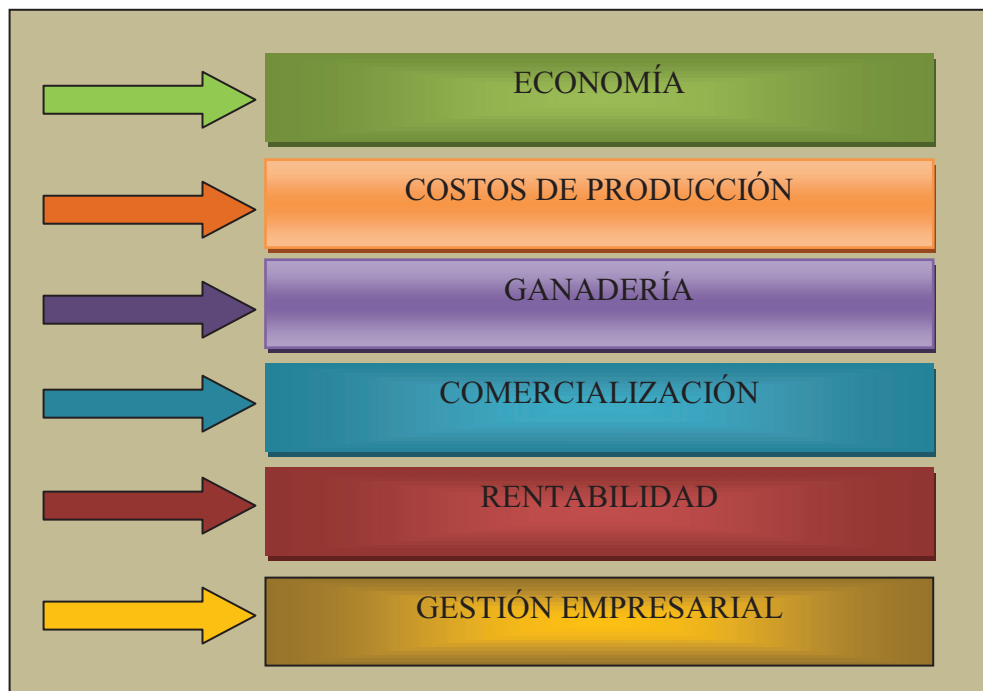 ECONOMÍA
COSTOS DE PRODUCCIÓN
GANADERÍA
COMERCIALIZACIÓN
RENTABILIDAD
GESTIÓN EMPRESARIAL